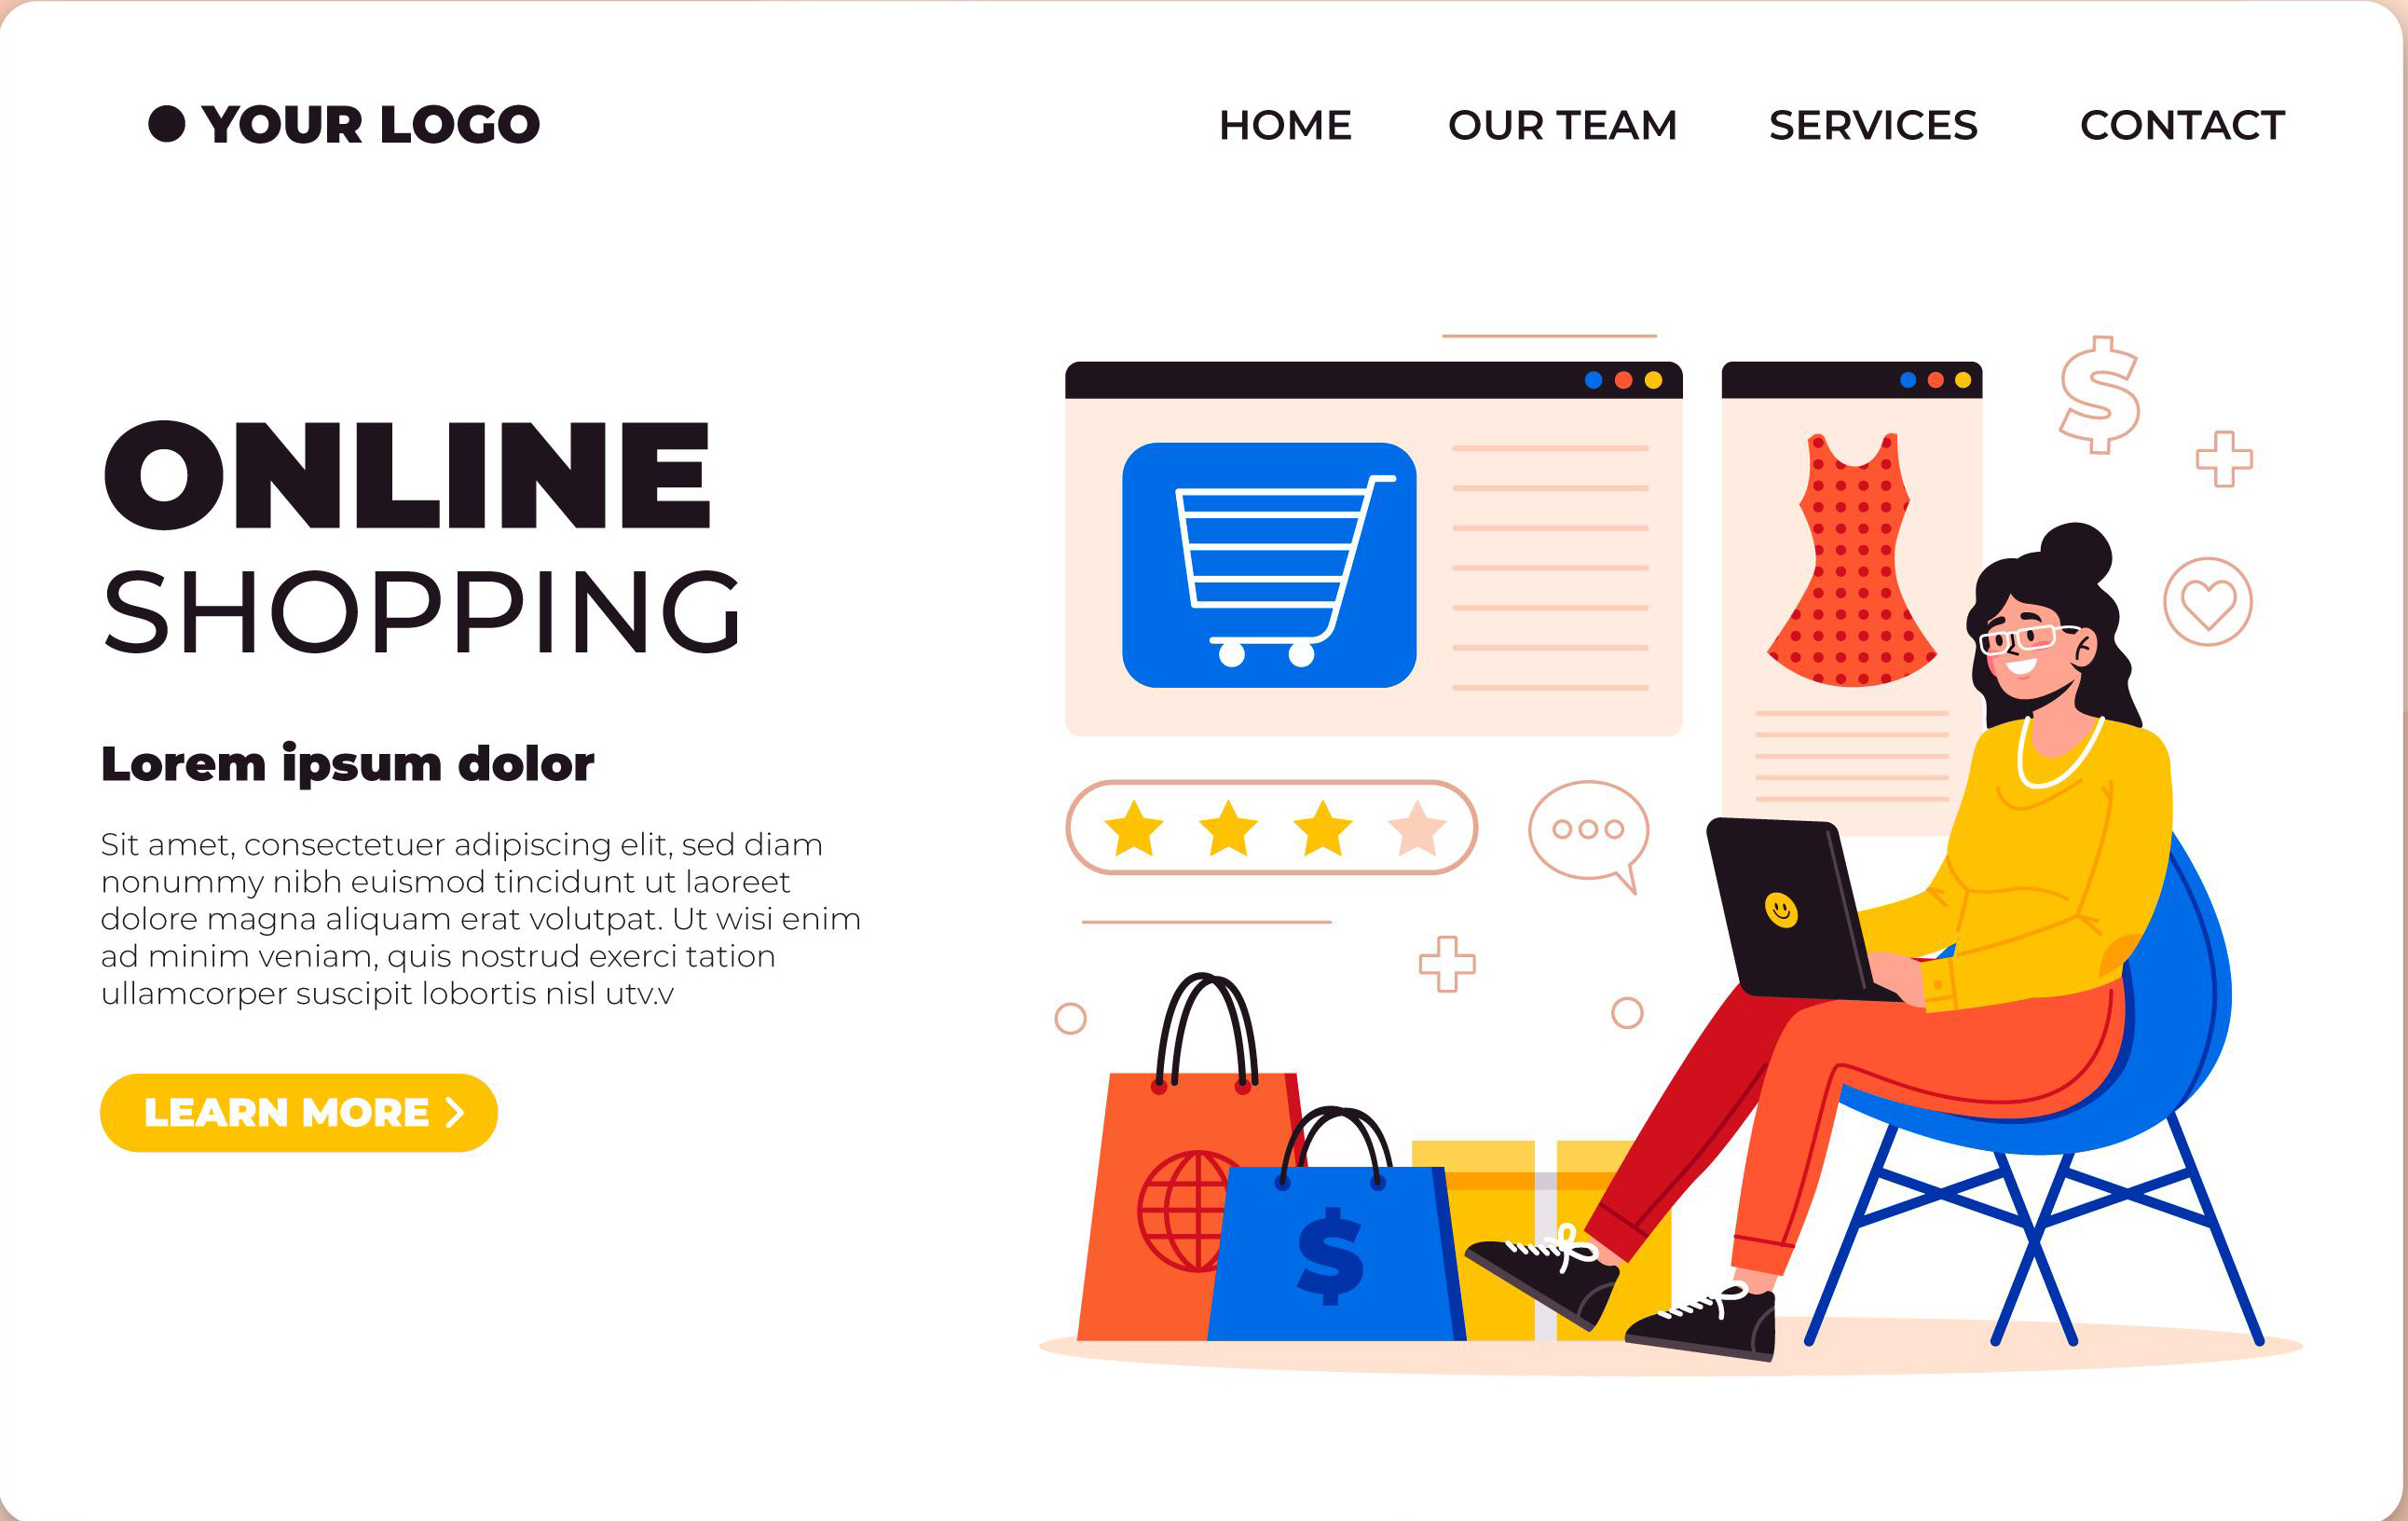 YOUR LOGO
HOME OUR TEAM SERVICES CONTACT
ONLINE
SHOPPING
Lorem ipsum dolor
Sit amet, consectetuer adipiscing elit, sed diam
nonummy nibh euismod tincidunt ut laoreet
dolore magna aliquam erat volutpat. Ut wisi enim
ad minim veniam, quis nostrud exerci tation
ullamcorper suscipit lobortis nisl utv.v
LEARN MORE
$
$